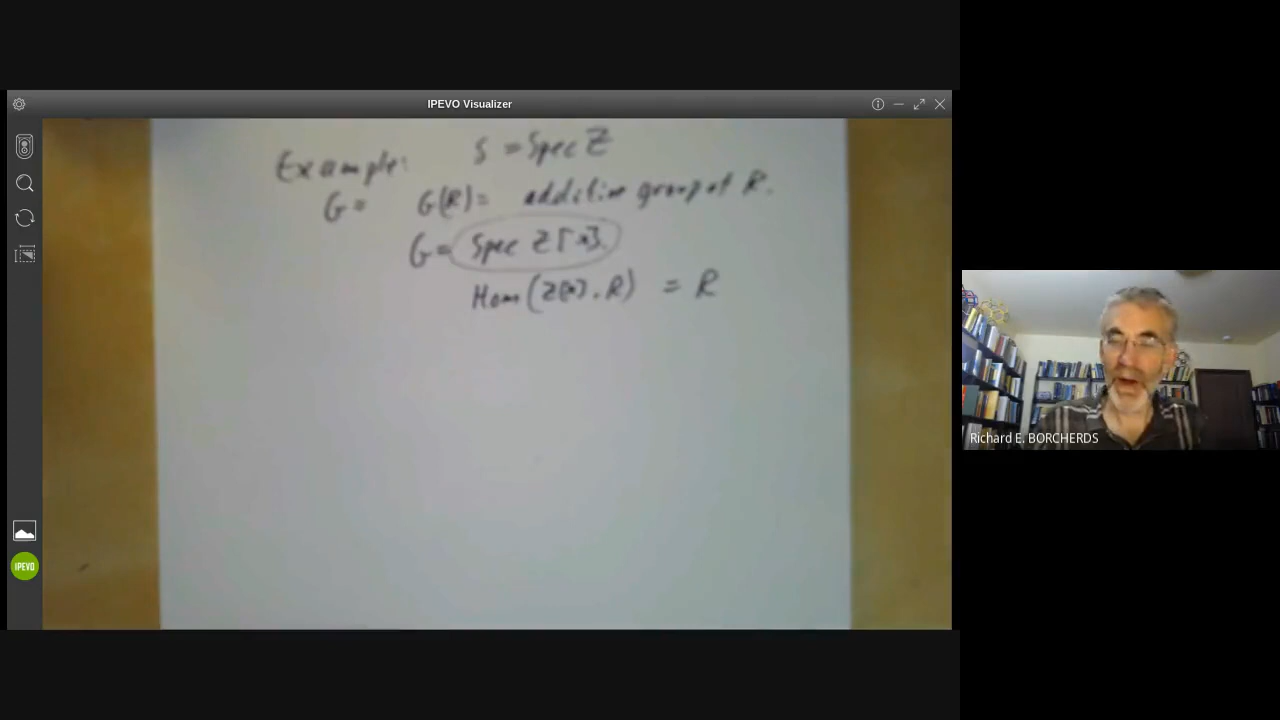 IPEVO Visualizer
Example: S = Spec Z
G = G(R) = additive group of R.
G = Spec Z[x].
Hom(Z[x], R) = R
IPEVO
Richard E. BORCHERDS